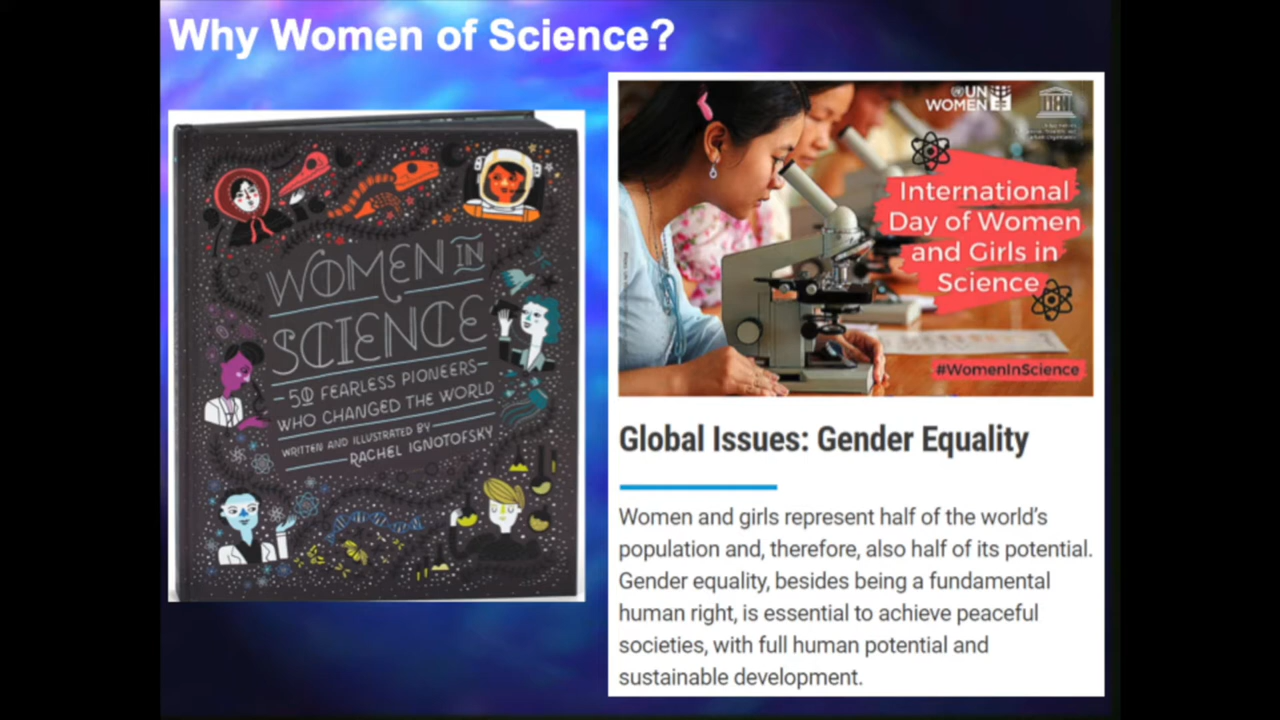 Why Women of Science?
WOMEN IN
SCIENCE
50 FEARLESS PIONEERS
WHO CHANGED THE WORLD
WRITTEN AND ILLUSTRATED BY
RACHEL IGNOTOFSKY
UN
WOMEN
International
Day of Women
and Girls in
Science
#WomenInScience
Global Issues: Gender Equality
Women and girls represent half of the world's
population and, therefore, also half of its potential.
Gender equality, besides being a fundamental
human right, is essential to achieve peaceful
societies, with full human potential and
sustainable development.